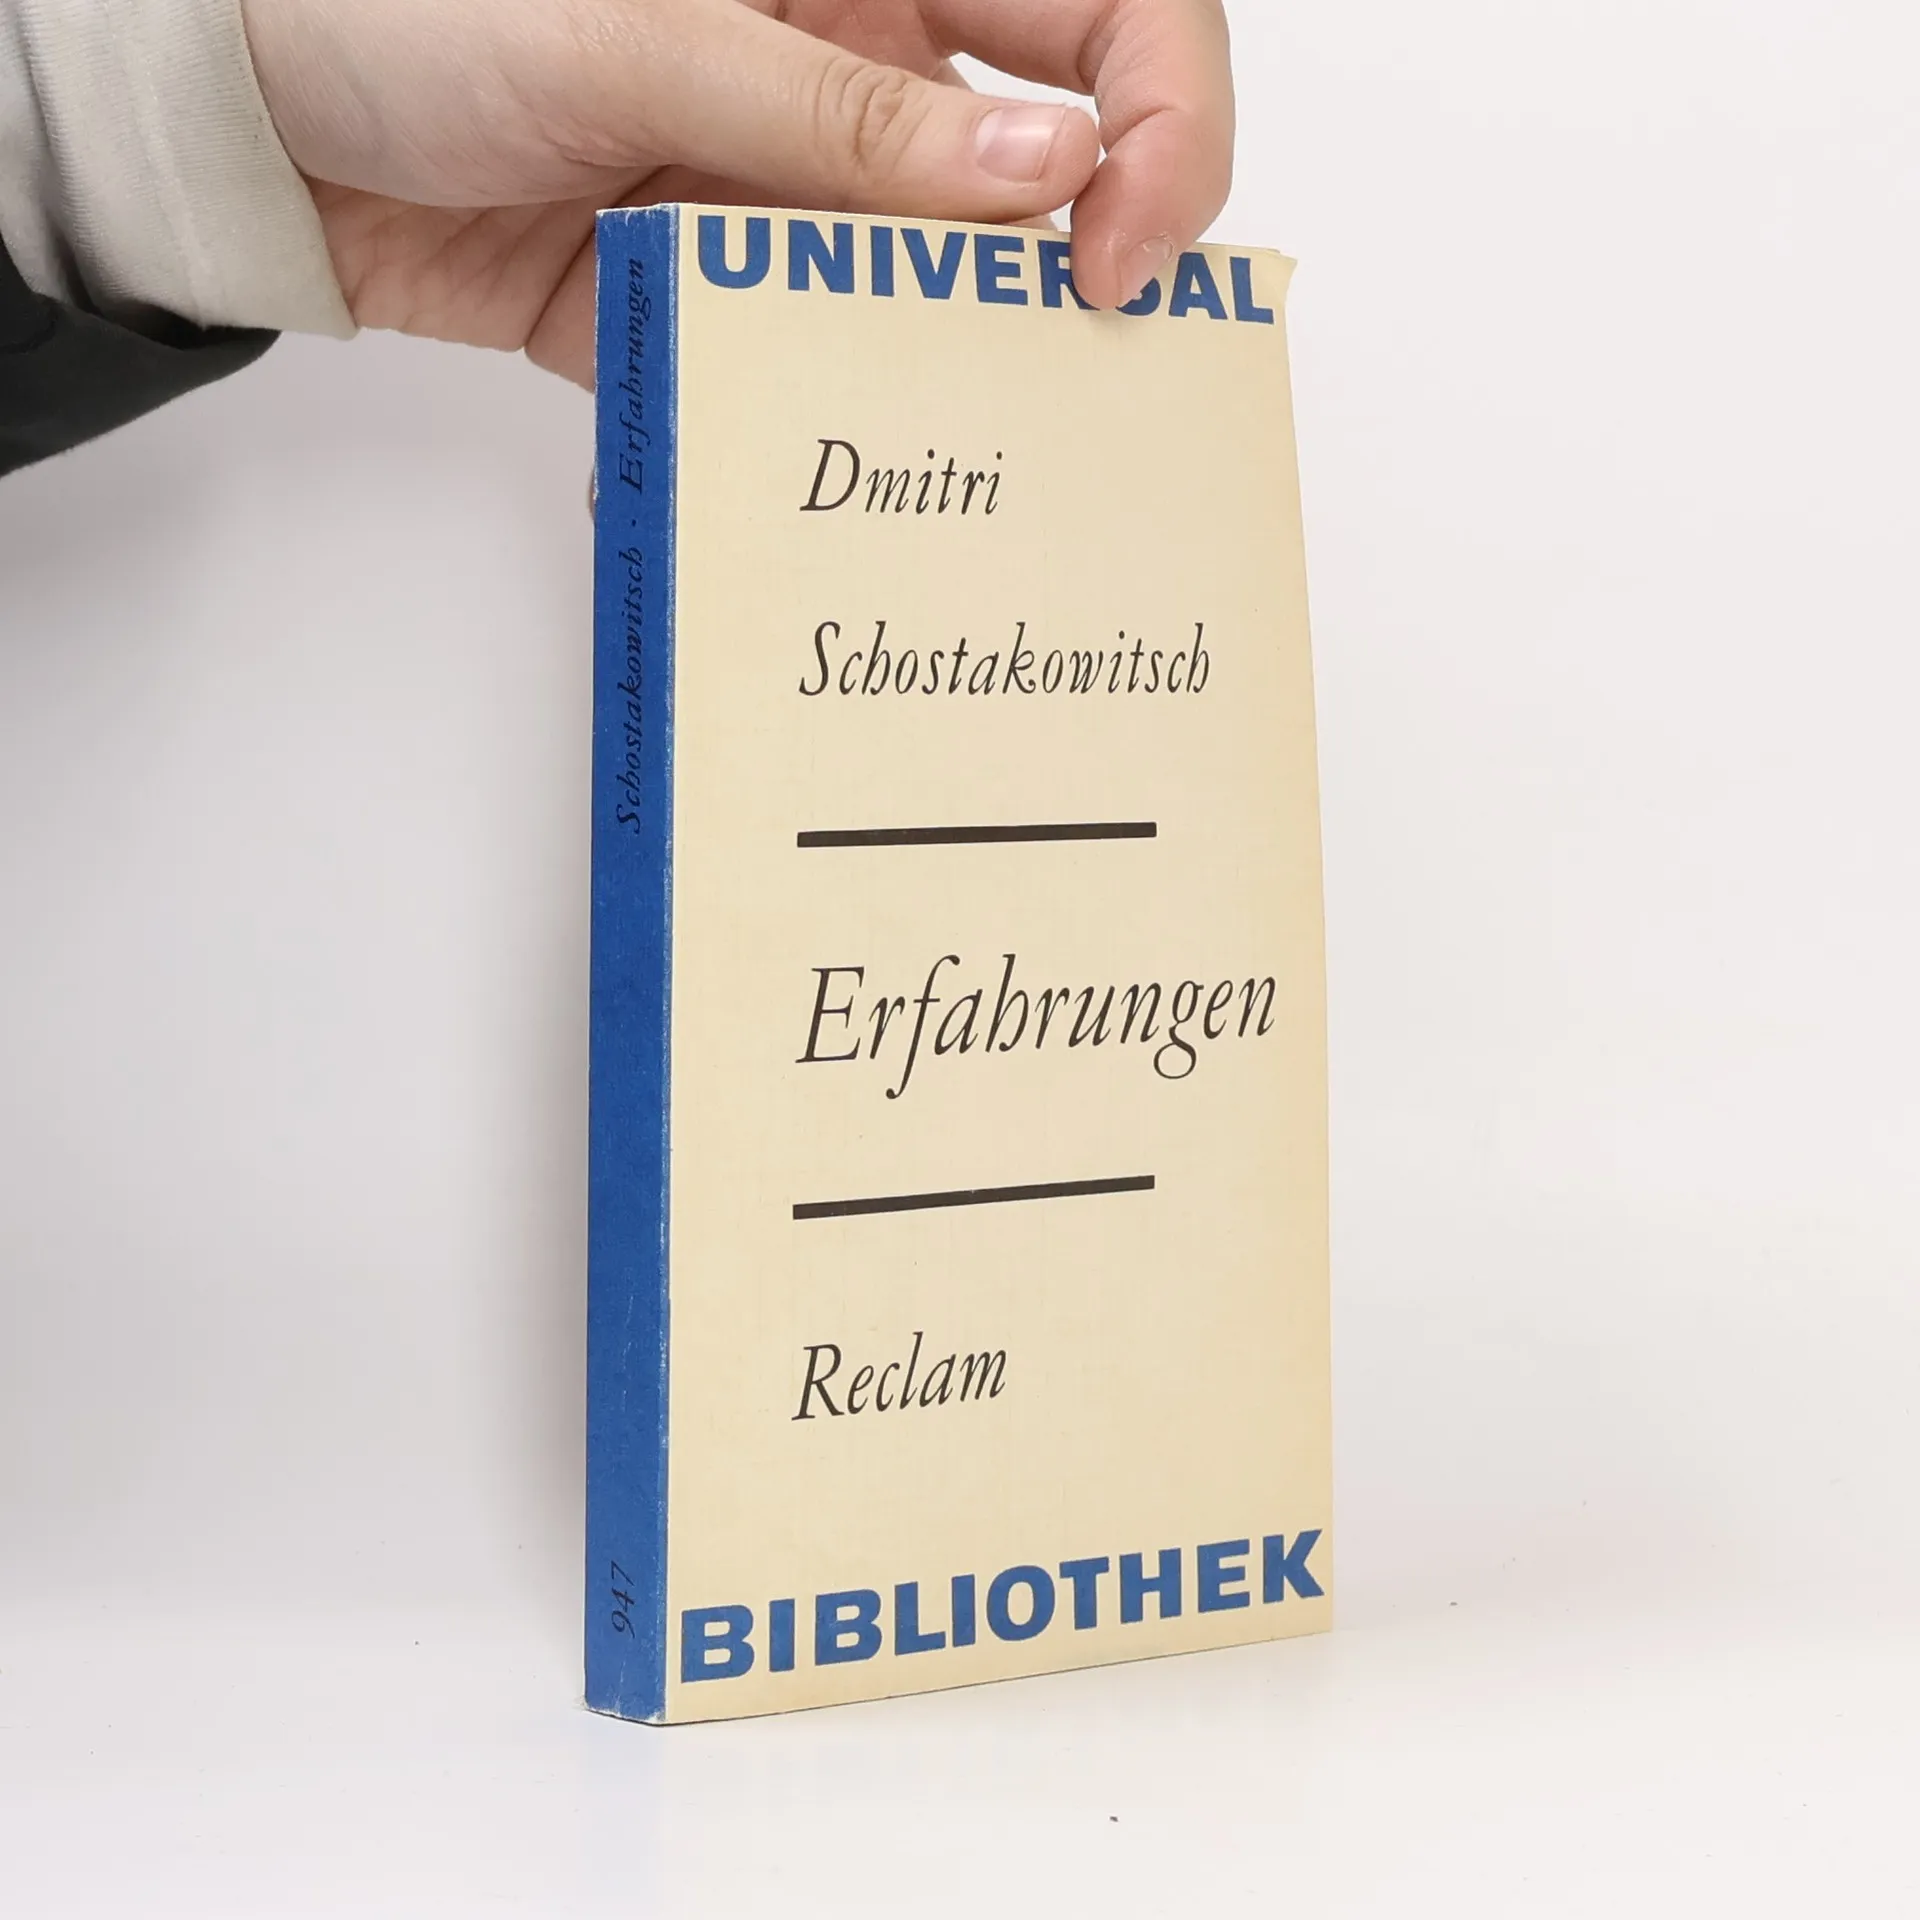 UNIVERSAL
Dmitri
Schostakowitsch
Erfahrungen
Reclam
BIBLIOTHEK
Schostakowitsch · Erfahrungen
947